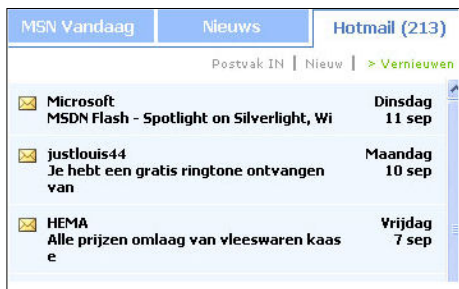 MSN Vandaag Nieuws Hotmail (213)
Postvak IN | Nieuw | > Vernieuwen
Microsoft Dinsdag
MSDN Flash - Spotlight on Silverlight, Wi 11 sep
justlouis44 Maandag
Je hebt een gratis ringtone ontvangen 10 sep
van
HEMA Vrijdag
Alle prijzen omlaag van vleeswaren kaas 7 sep
e